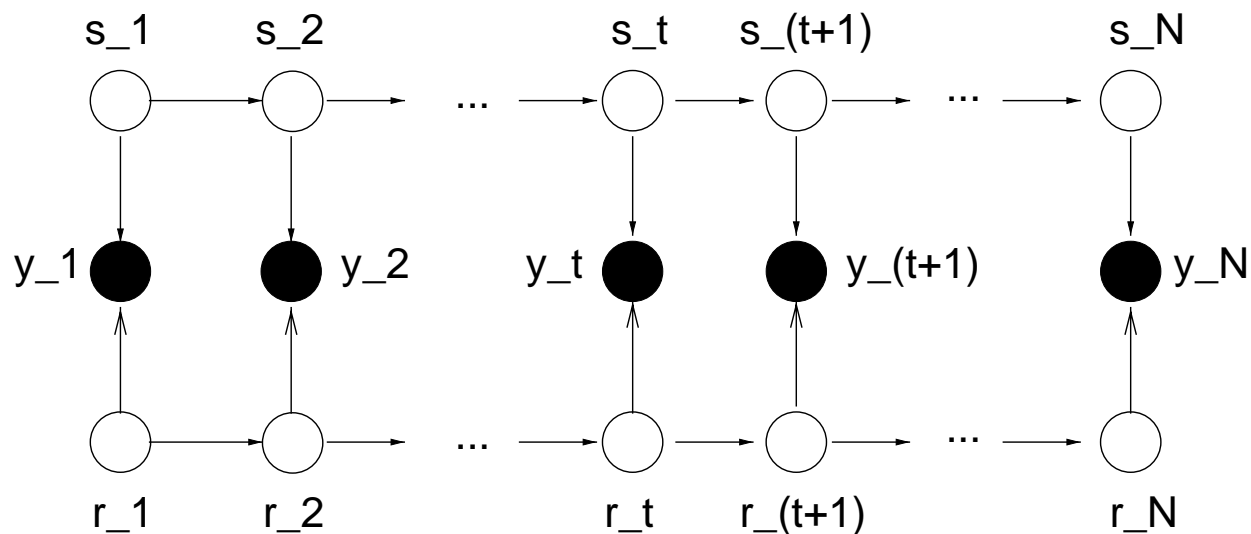 s_1 s_2 s_t s_(t+1) s_N
... ...
y_1 y_2 y_t y_(t+1) y_N
... ...
r_1 r_2 r_t r_(t+1) r_N